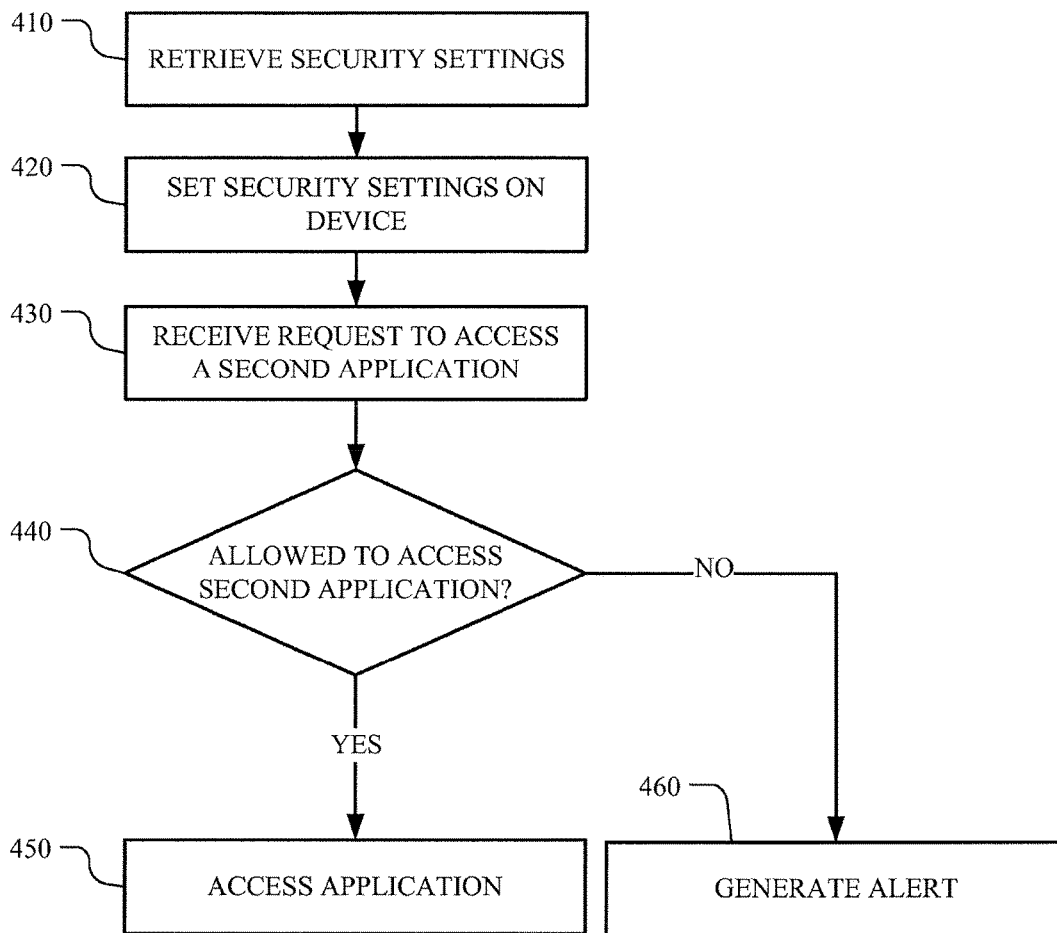 410
RETRIEVE SECURITY SETTINGS
420
SET SECURITY SETTINGS ON
DEVICE
430
RECEIVE REQUEST TO ACCESS
A SECOND APPLICATION
440
ALLOWED TO ACCESS
SECOND APPLICATION?
NO
YES
450
ACCESS APPLICATION
460
GENERATE ALERT